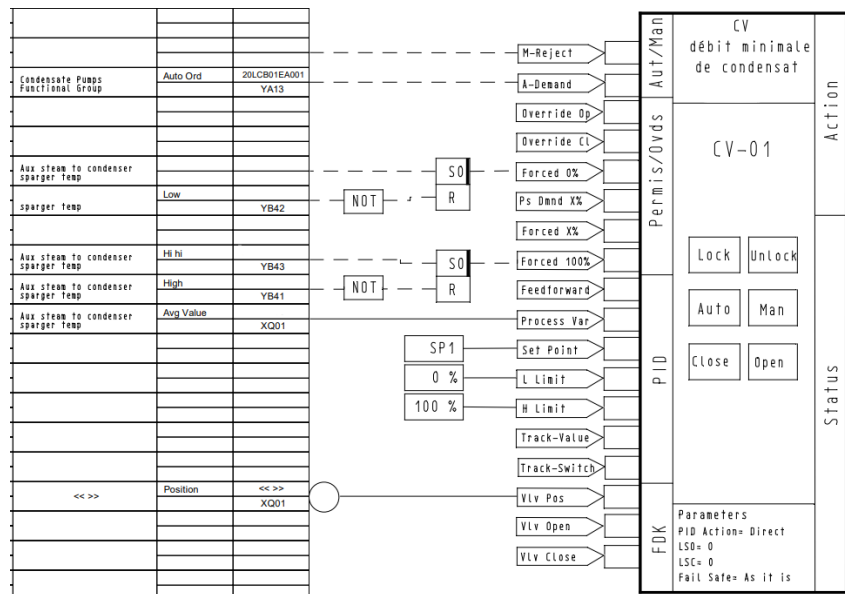 M-Reject
Condensate Pumps
Functional Group
Auto Ord
20LCB01EA001
YA13
A-Demand
Override Op
Override Cl
Aux steam to condenser
sparger temp
SO
R
Forced 0%
sparger temp
Low
YB42
NOT
Ps Dmnd X%
Forced X%
Aux steam to condenser
sparger temp
Hi hi
YB43
SO
R
Forced 100%
Aux steam to condenser
sparger temp
High
YB41
NOT
Feedforward
Aux steam to condenser
sparger temp
Avg Value
XQ01
Process Var
SP1
Set Point
0 %
L Limit
100 %
H Limit
Track-Value
Track-Switch
<< >>
Position
<< >>
XQ01
Vlv Pos
Vlv Open
Vlv Close
Aut/Man
Permis/Ovds
PID
FDK
CV
débit minimale
de condensat
CV-01
Lock
Unlock
Auto
Man
Close
Open
Parameters
PID Action= Direct
LSO= 0
LSC= 0
Fail Safe= As it is
Action
Status